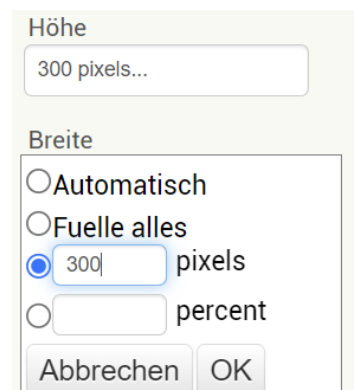 Höhe
300 pixels...
Breite
Automatisch
Fuelle alles
300 pixels
percent
Abbrechen OK